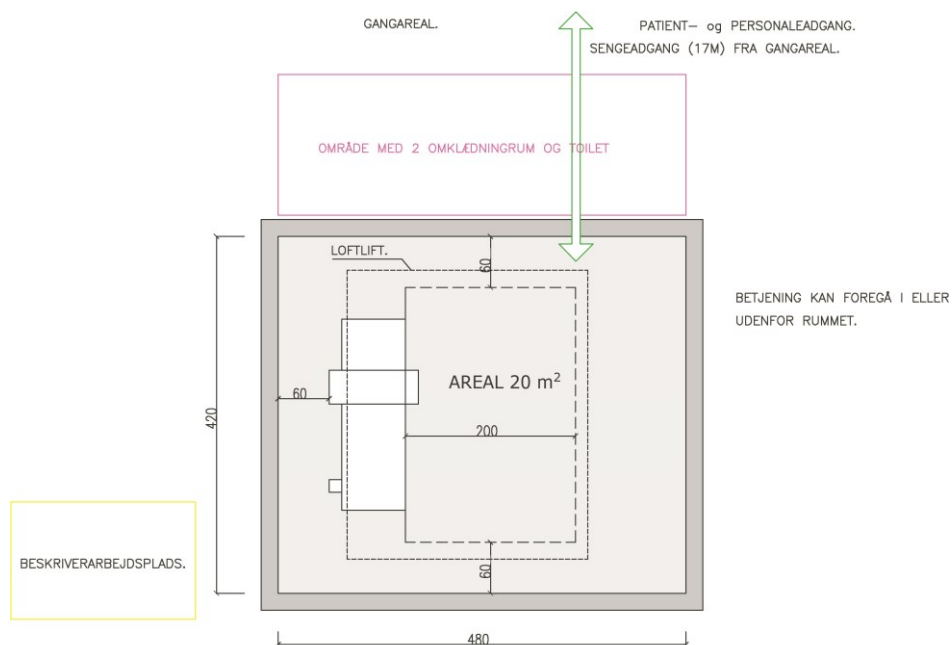 GANGAREAL.
PATIENT– og PERSONALEADGANG.
SENGEADGANG (17M) FRA GANGAREAL.
OMRÅDE MED 2 OMKLÆDNINGRUM OG TOILET
LOFTLIFT.
60
BETJENING KAN FOREGÅ I ELLER
UDENFOR RUMMET.
AREAL 20 m²
60
420
200
BESKRIVERARBEJDSPLADS.
60
480